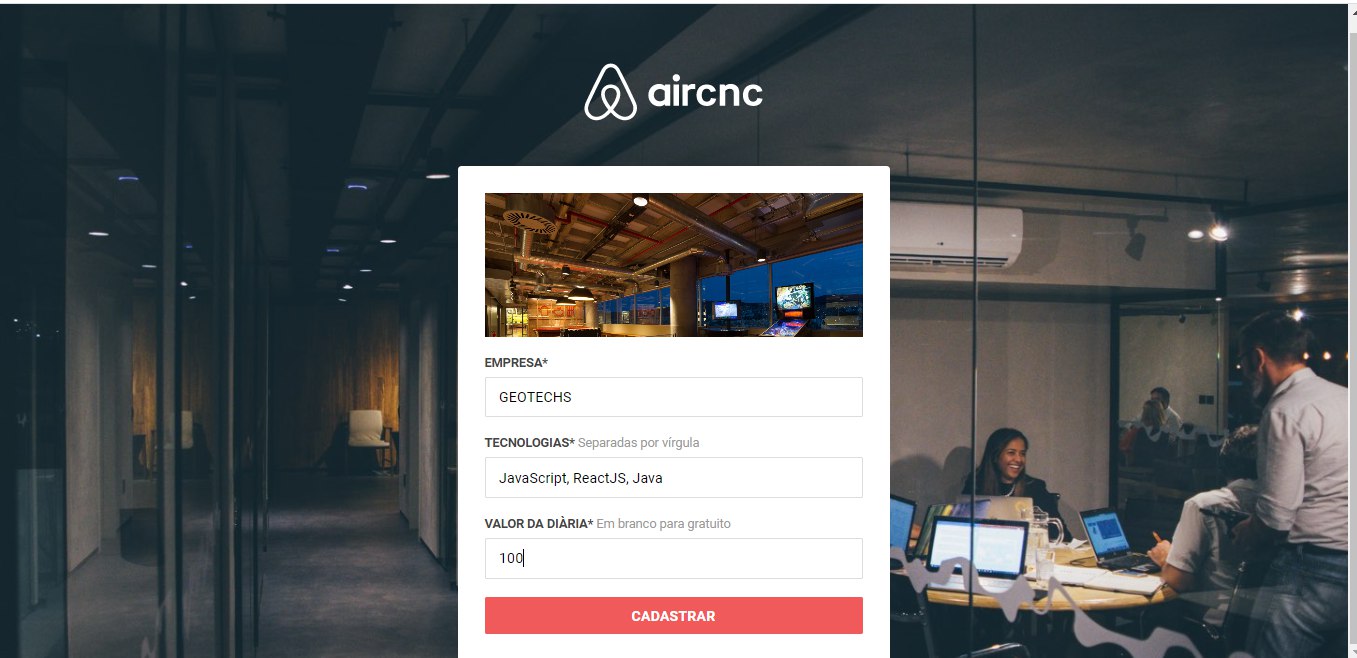 aircnc
EMPRESA*
GEOTECHS
TECNOLOGIAS* Separadas por vírgula
JavaScript, ReactJS, Java
VALOR DA DIÀRIA* Em branco para gratuito
100
CADASTRAR